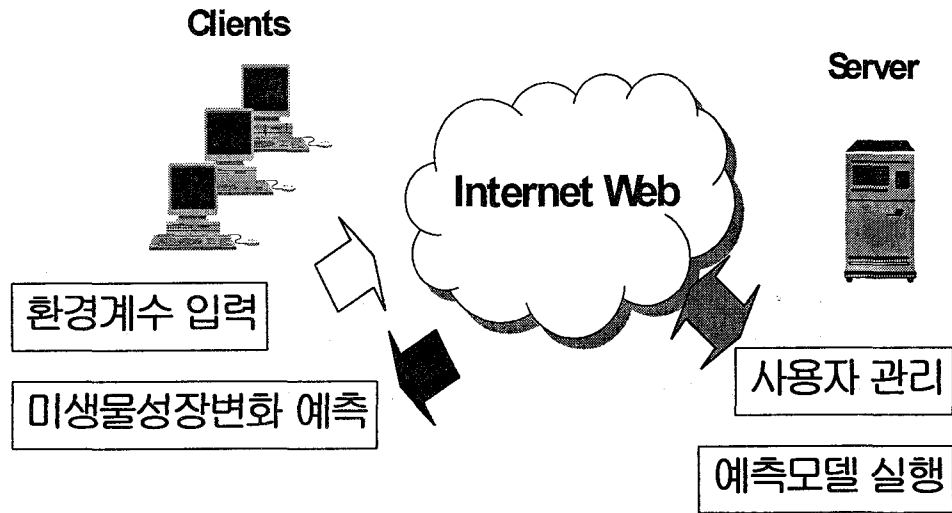 Clients
Server
Internet Web
환경계수 입력
미생물성장변화 예측
사용자 관리
예측모델 실행